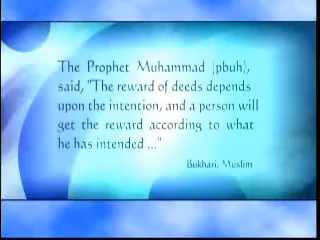 The Prophet Muhammad (pbuh),
said, "The reward of deeds depends
upon the intention, and a person will
get the reward according to what
he has intended ..."
Bukhari, Muslim